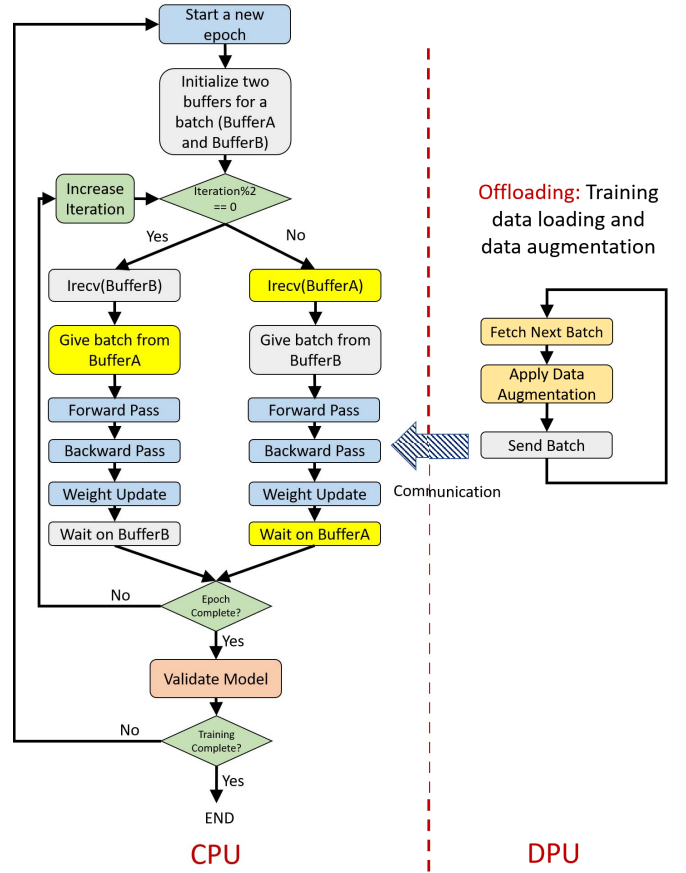 Start a new
epoch
Initialize two
buffers for a
batch (BufferA
and BufferB)
Increase
Iteration
Iteration%2
== 0
Yes
No
Irecv(BufferB)
Irecv(BufferA)
Give batch from
BufferA
Give batch from
BufferB
Forward Pass
Forward Pass
Backward Pass
Backward Pass
Weight Update
Weight Update
Wait on BufferB
Wait on BufferA
Epoch
Complete?
No
Yes
Validate Model
Training
Complete?
No
Yes
END
CPU
Offloading: Training
data loading and
data augmentation
Fetch Next Batch
Apply Data
Augmentation
Send Batch
Communication
DPU